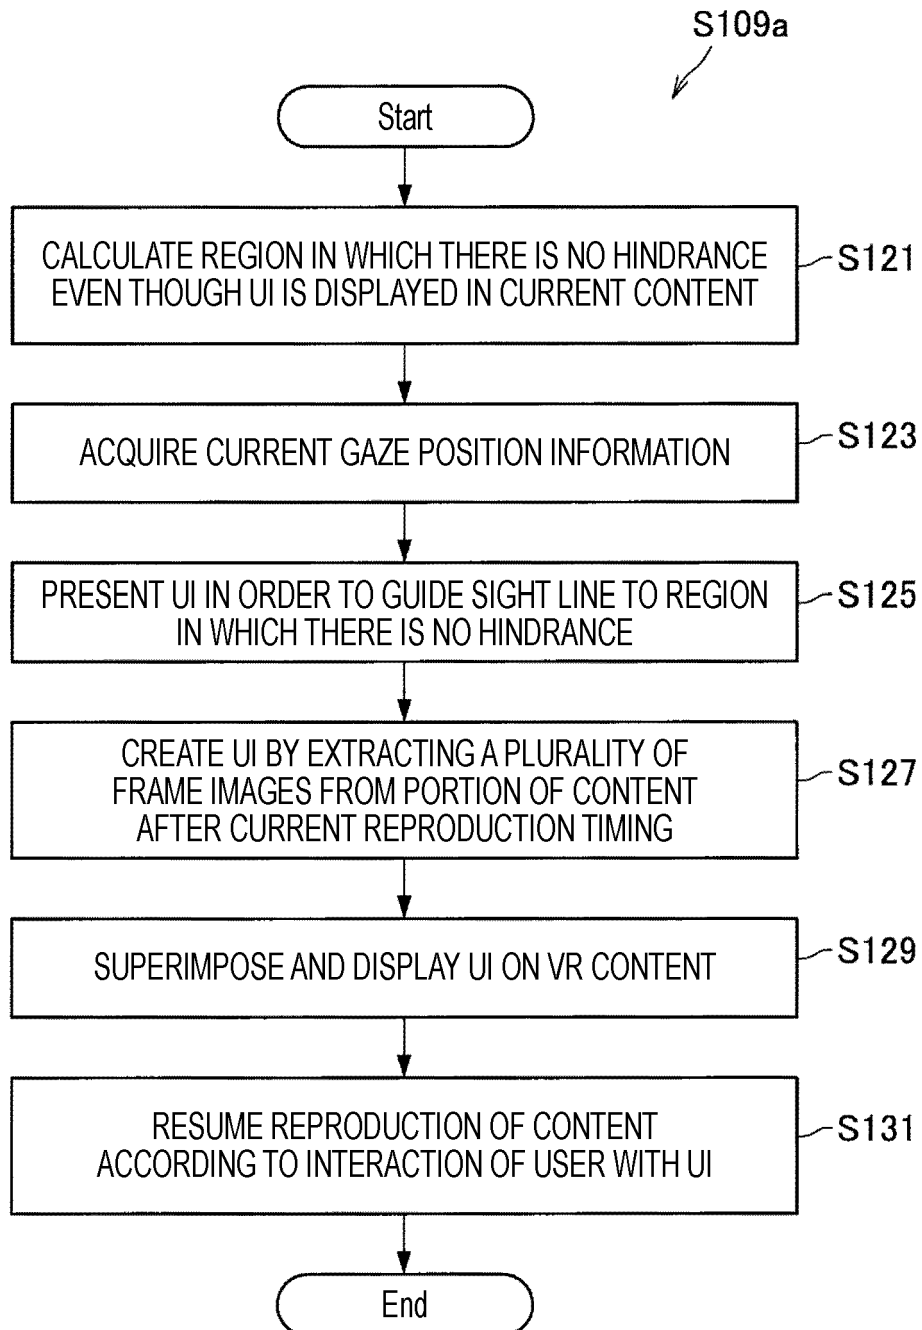 S109a
Start
CALCULATE REGION IN WHICH THERE IS NO HINDRANCE
EVEN THOUGH UI IS DISPLAYED IN CURRENT CONTENT
S121
ACQUIRE CURRENT GAZE POSITION INFORMATION
S123
PRESENT UI IN ORDER TO GUIDE SIGHT LINE TO REGION
IN WHICH THERE IS NO HINDRANCE
S125
CREATE UI BY EXTRACTING A PLURALITY OF
FRAME IMAGES FROM PORTION OF CONTENT
AFTER CURRENT REPRODUCTION TIMING
S127
SUPERIMPOSE AND DISPLAY UI ON VR CONTENT
S129
RESUME REPRODUCTION OF CONTENT
ACCORDING TO INTERACTION OF USER WITH UI
S131
End